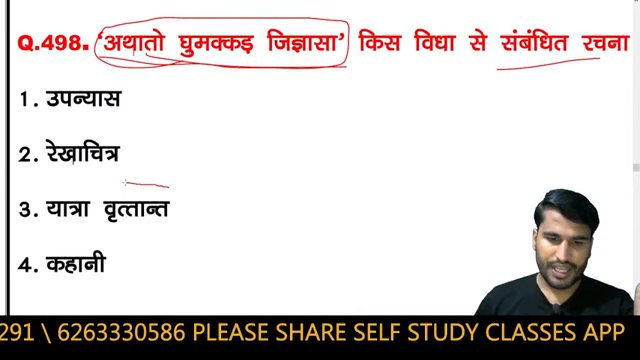 Q.498. ‘अथातो घुमक्कड़ जिज्ञासा’ किस विधा से संबंधित रचना
1. उपन्यास
2. रेखाचित्र
3. यात्रा वृत्तान्त
4. कहानी
291 \ 6263330586 PLEASE SHARE SELF STUDY CLASSES APP